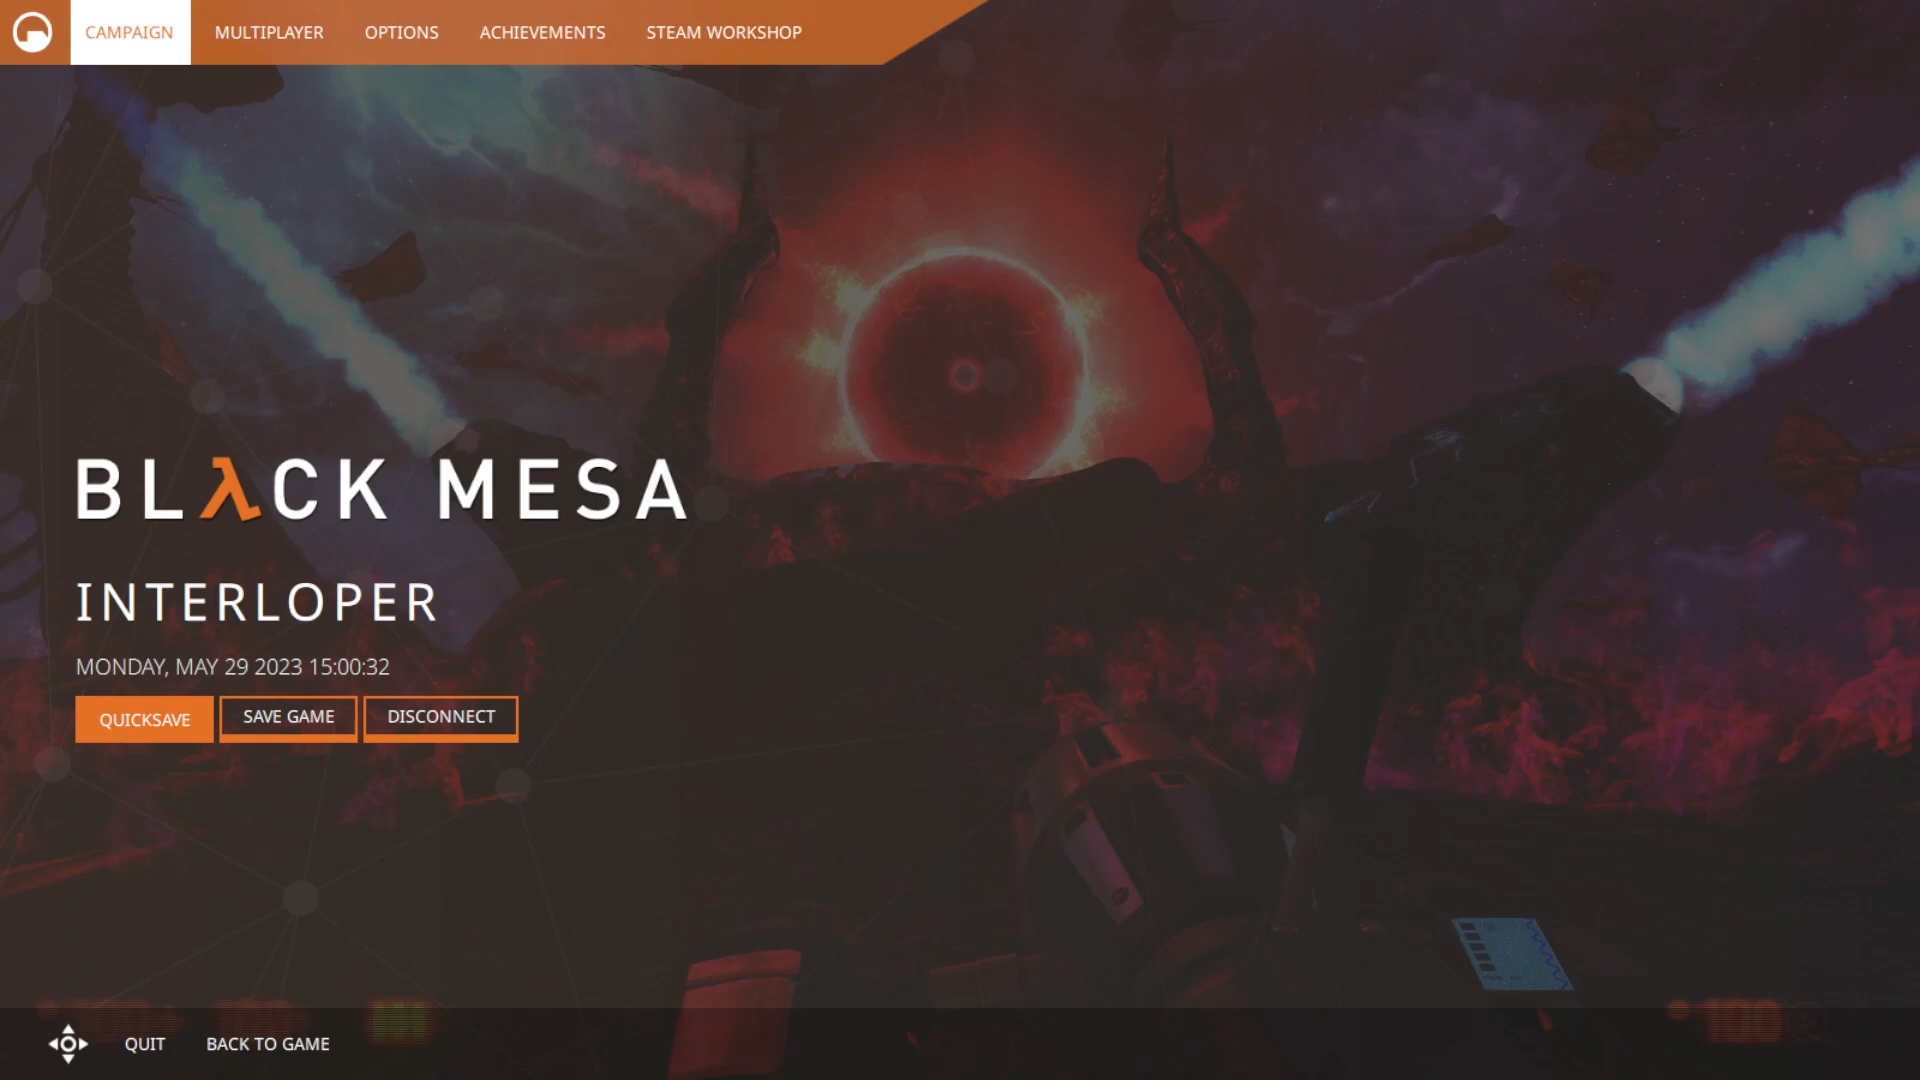 CAMPAIGN MULTIPLAYER OPTIONS ACHIEVEMENTS STEAM WORKSHOP
BLλCK MESA
INTERLOPER
MONDAY, MAY 29 2023 15:00:32
QUICKSAVE SAVE GAME DISCONNECT
QUIT BACK TO GAME